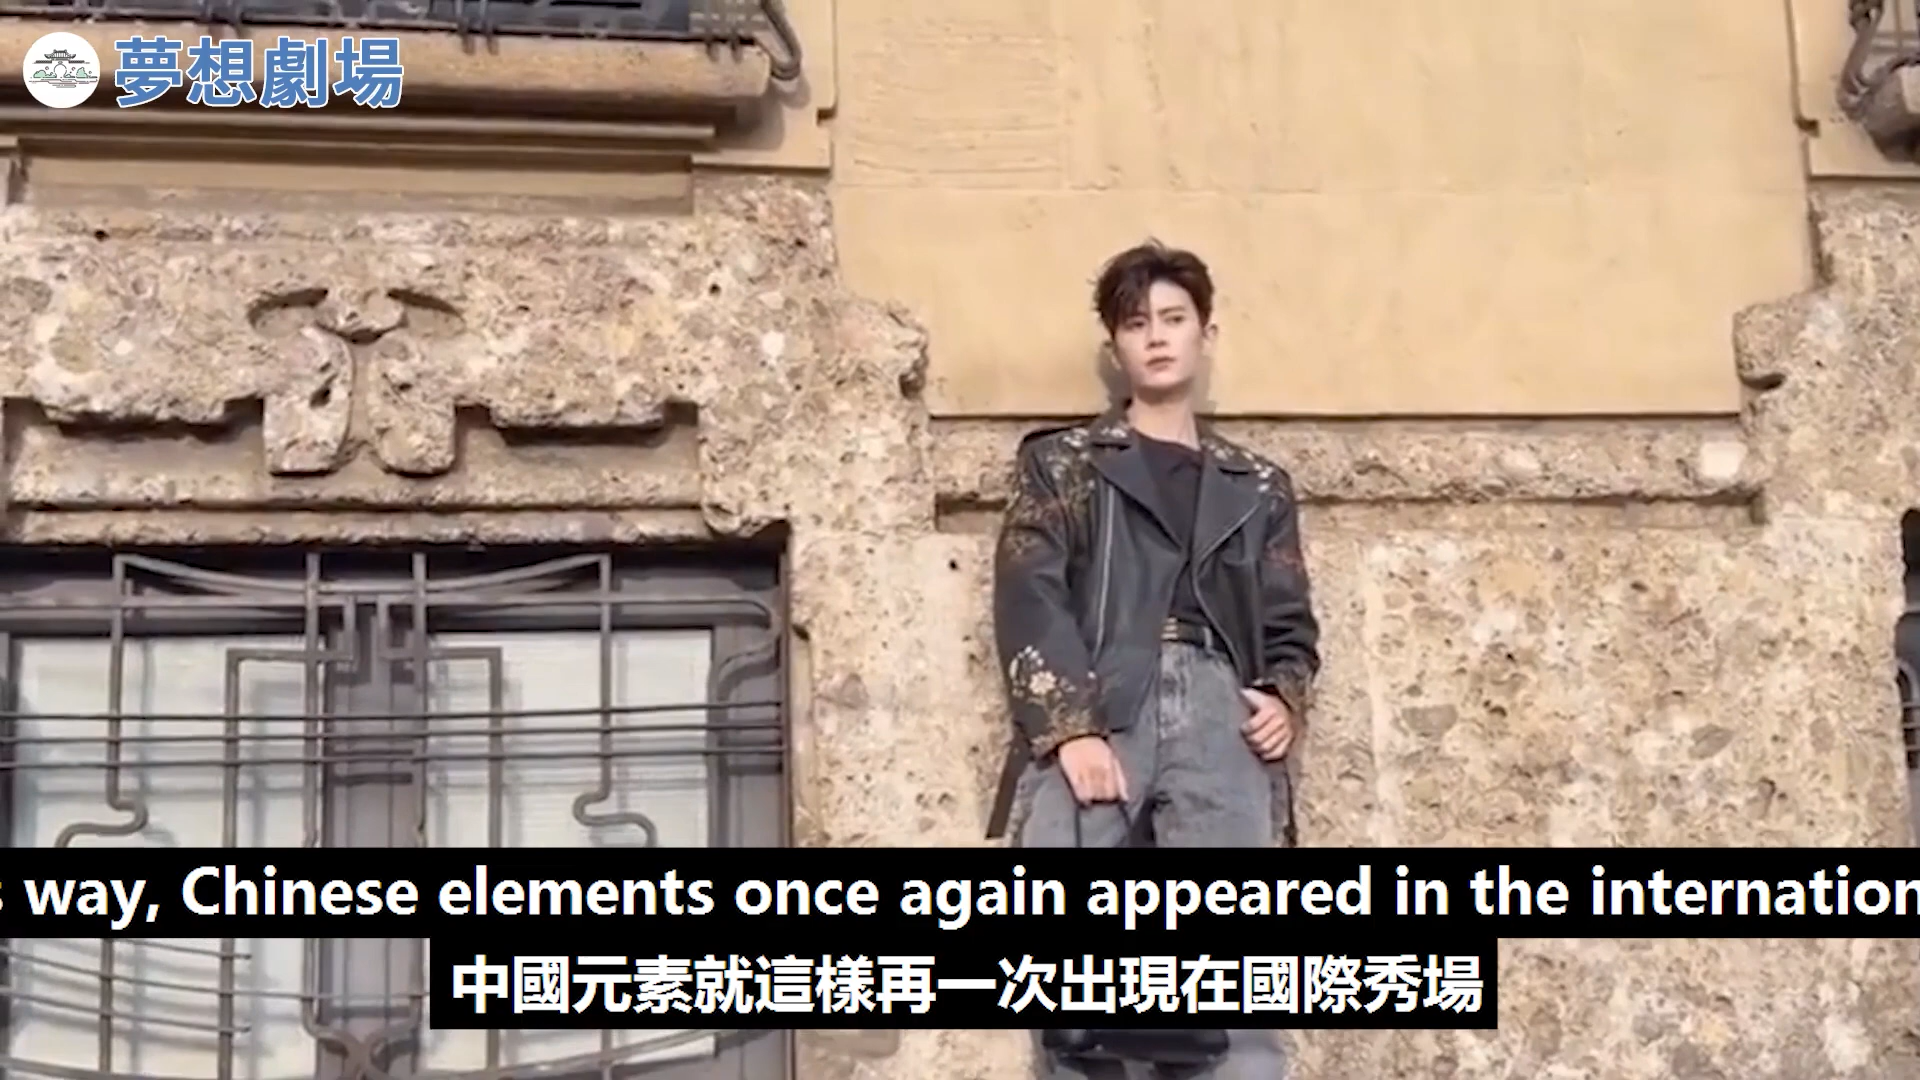 夢想劇場
way, Chinese elements once again appeared in the internation
中國元素就這樣再一次出現在國際秀場